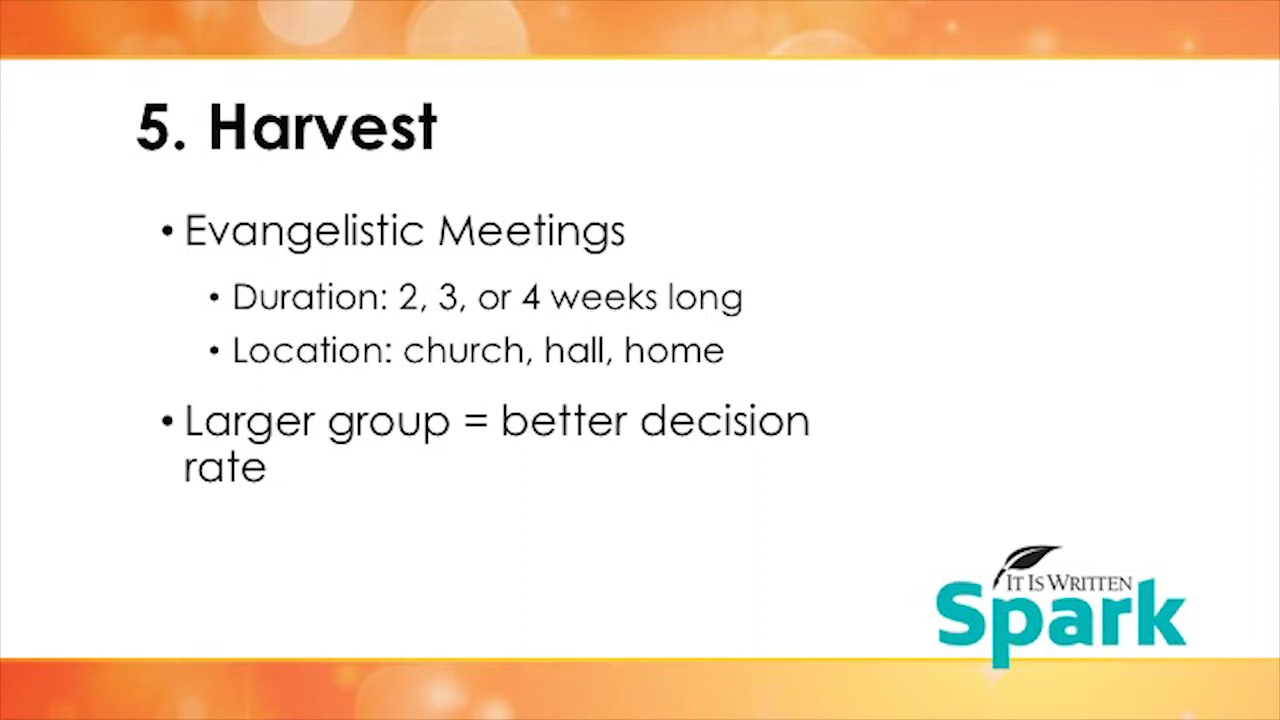 5. Harvest
• Evangelistic Meetings
• Duration: 2, 3, or 4 weeks long
• Location: church, hall, home
• Larger group = better decision
rate
IT IS WRITTEN
Spark